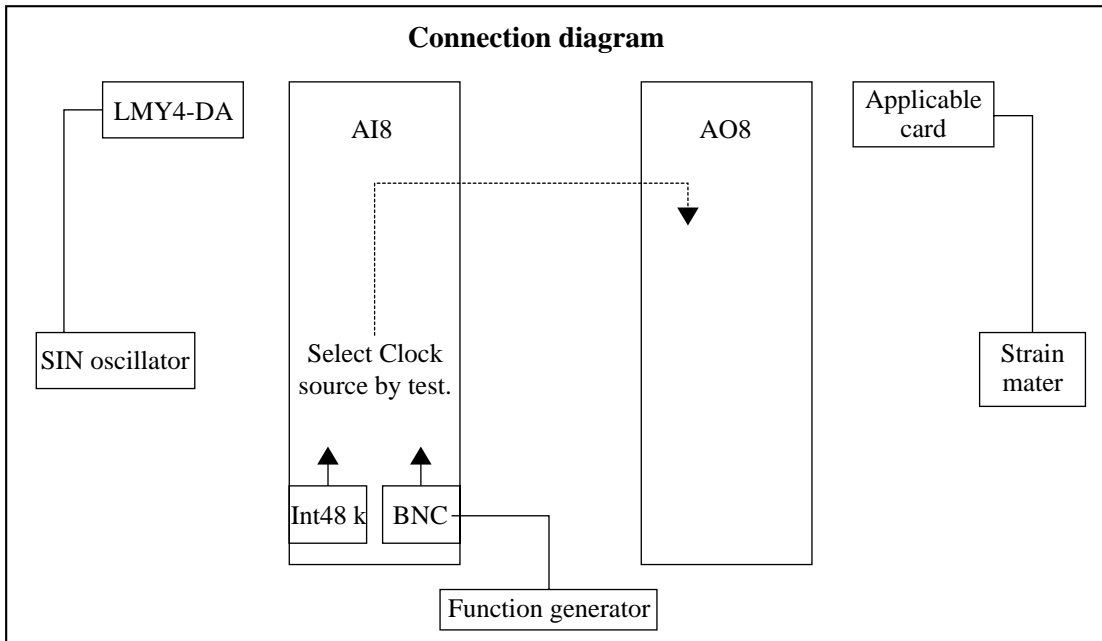 Connection diagram
LMY4-DA
AI8
AO8
Applicable
card
SIN oscillator
Select Clock
source by test.
Strain
mater
Int48 k
BNC
Function generator